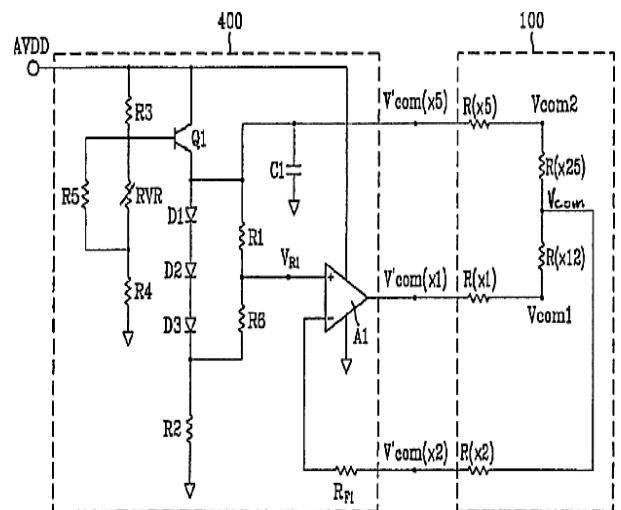 400
100
AVDD
V'com(x5)
R(x5)
Vcom2
R3
Q1
C1
R(x25)
R5
RVR
D1
R1
Vcom
VR1
V'com(x1)
R(x1)
R(x12)
D2
+
-
A1
R4
D3
R6
Vcom1
R2
V'com(x2)
R(x2)
RF1